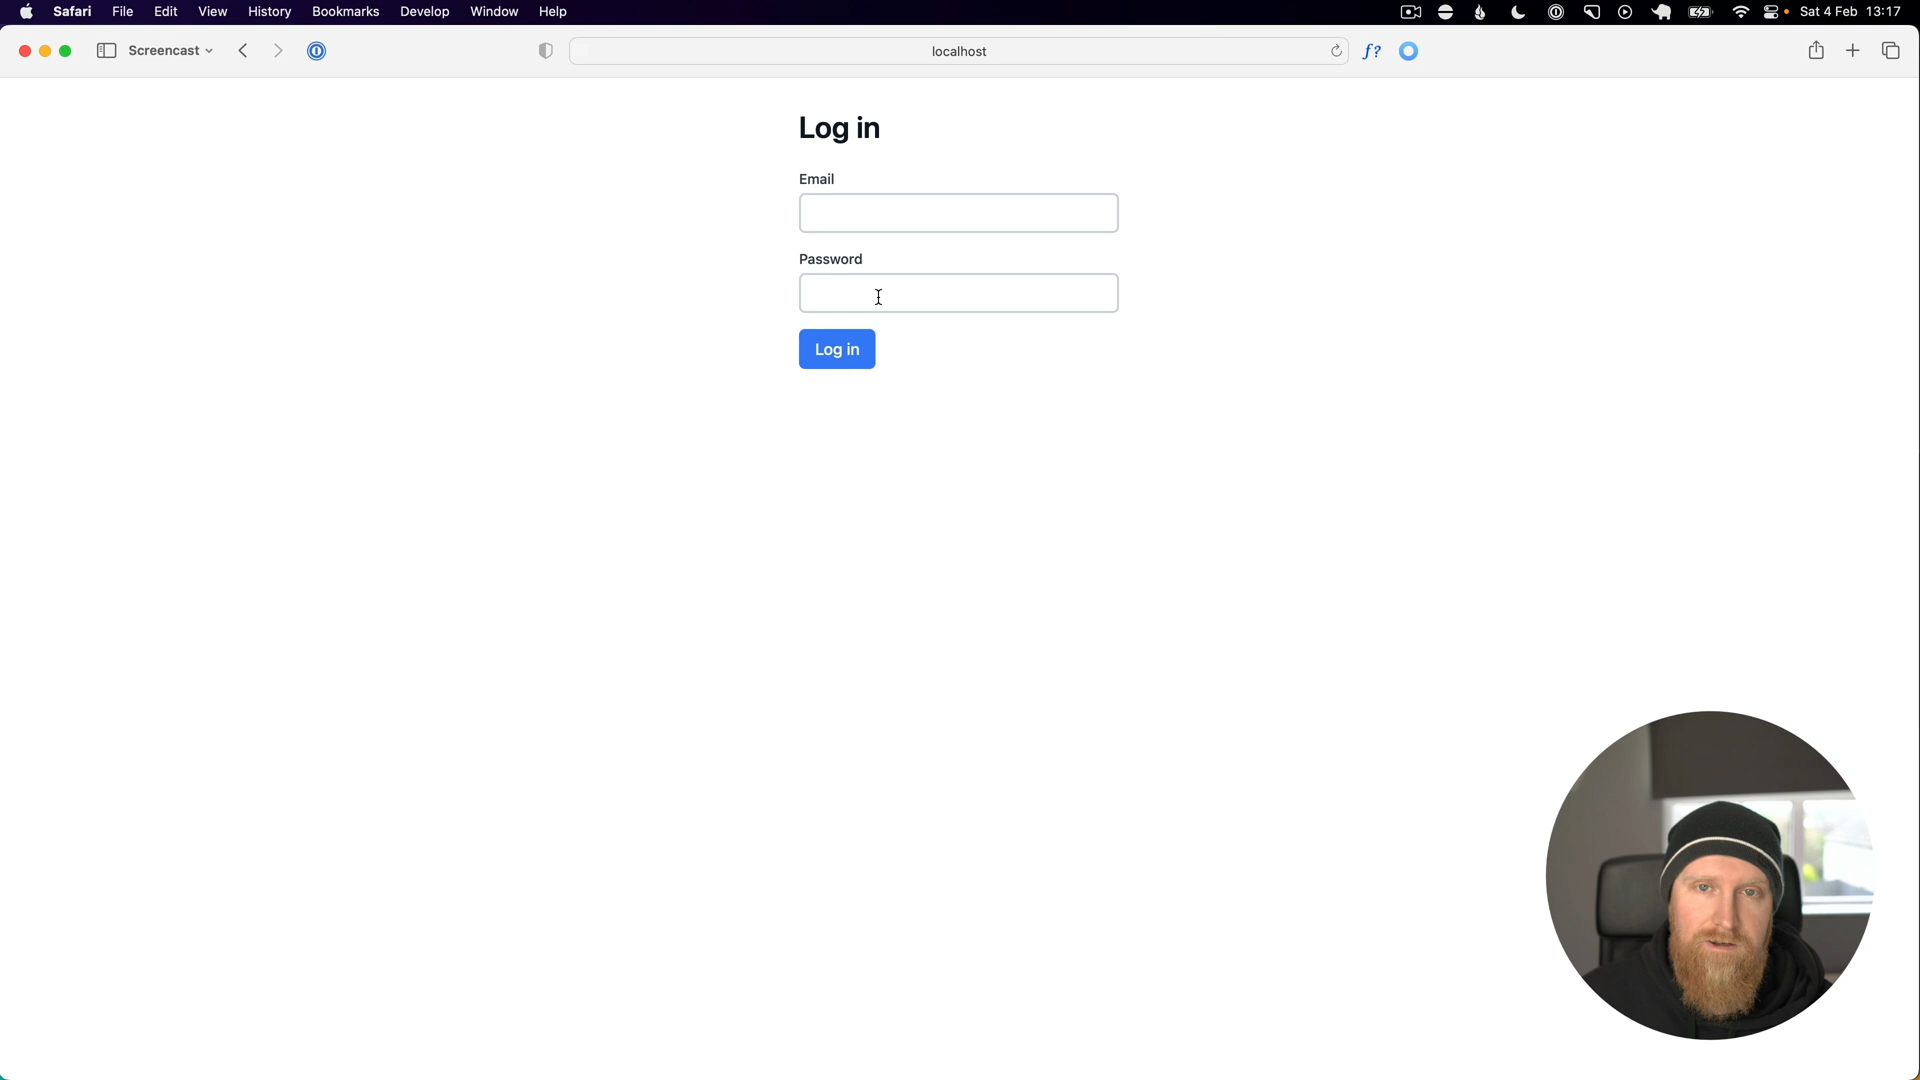 Safari File Edit View History Bookmarks Develop Window Help Sat 4 Feb 13:17
Screencast localhost f?
Log in
Email
Password
Log in